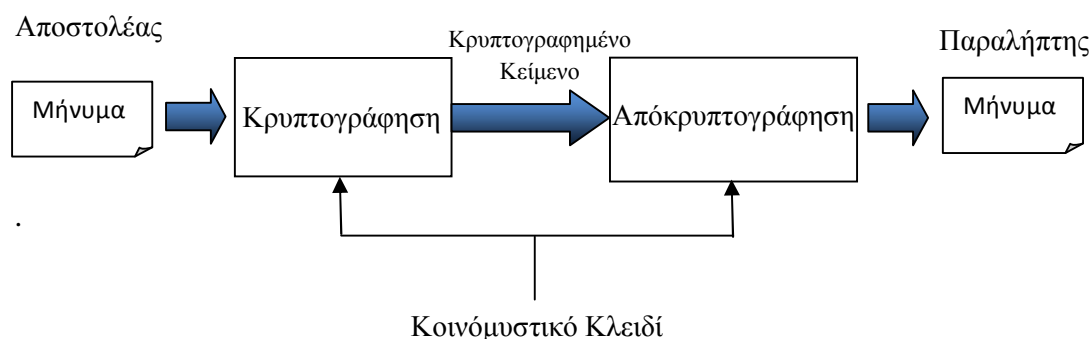 Αποστολέας
Μήνυμα
Κρυπτογράφηση
Κρυπτογραφημένο
Κείμενο
Απόκρυπτογράφηση
Παραλήπτης
Μήνυμα
.
Κοινόμυστικό Κλειδί